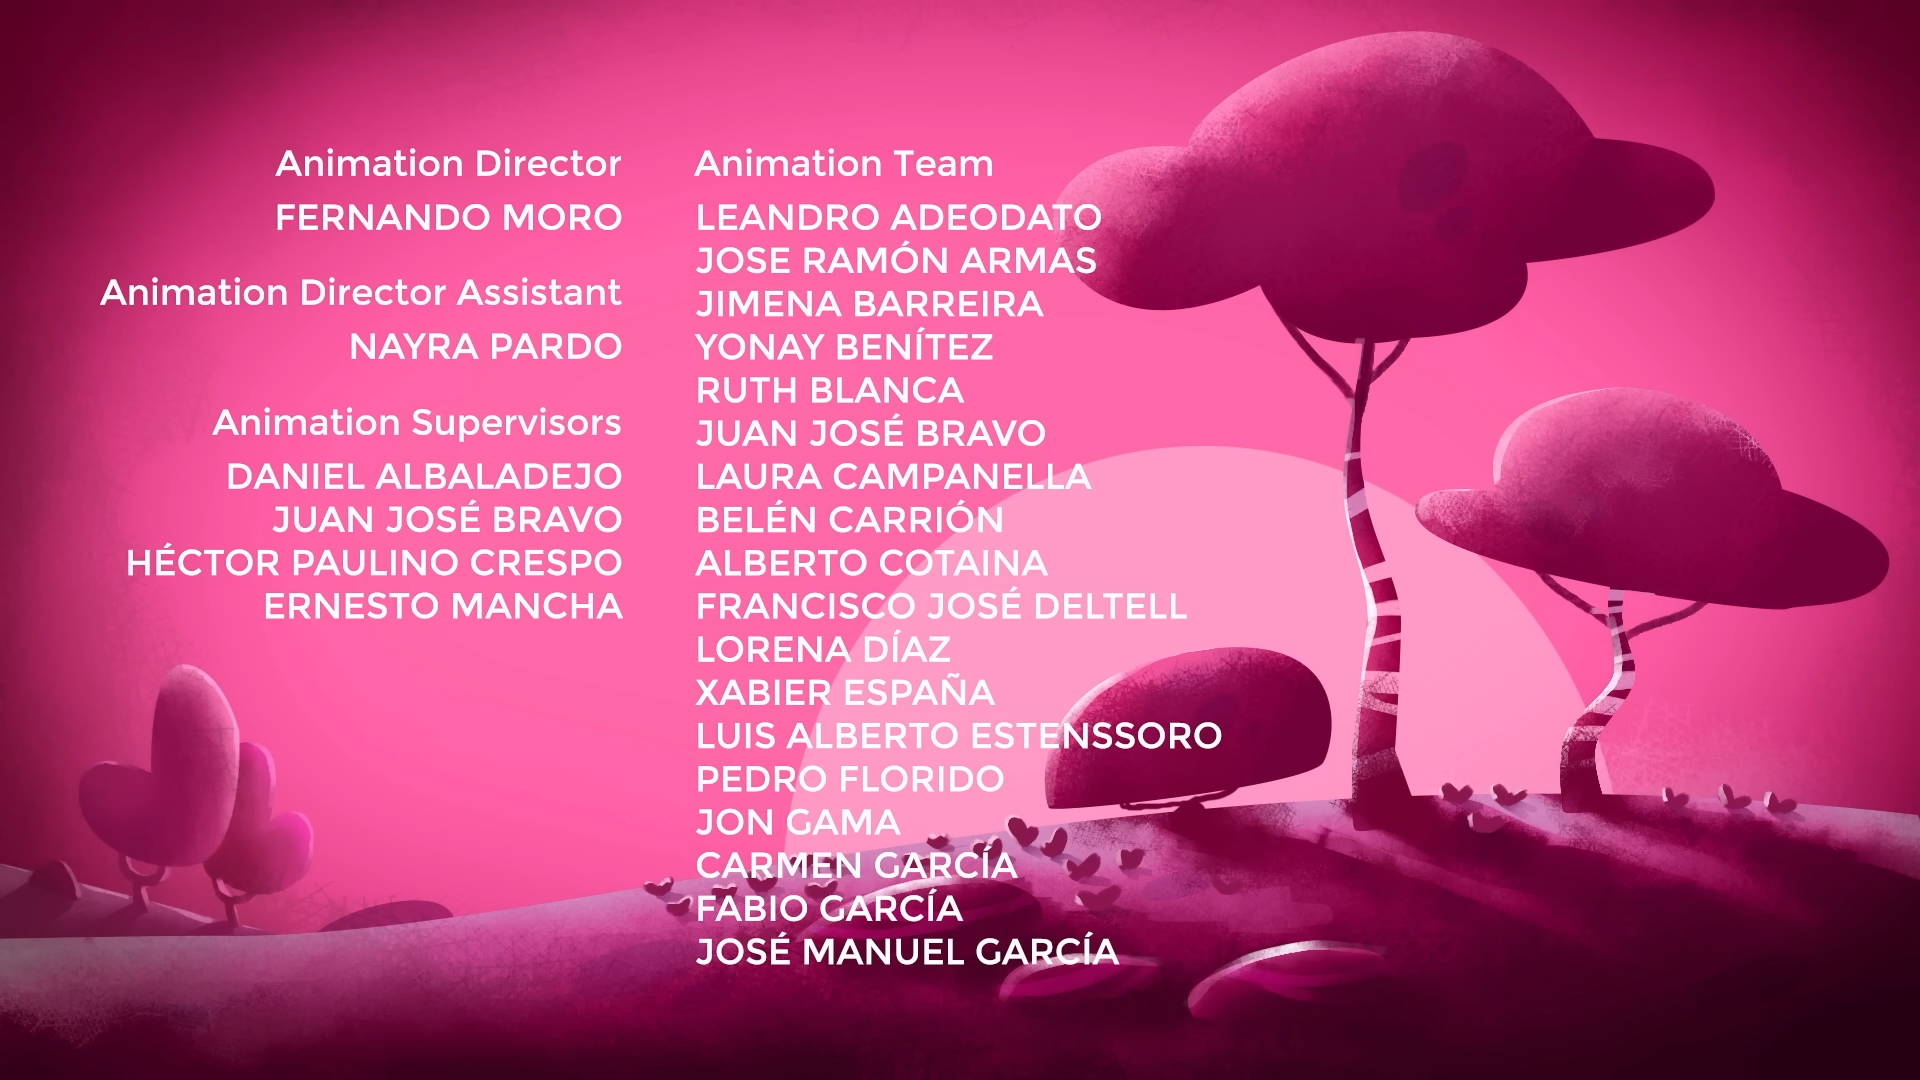 Animation Director
FERNANDO MORO
Animation Director Assistant
NAYRA PARDO
Animation Supervisors
DANIEL ALBALADEJO
JUAN JOSÉ BRAVO
HÉCTOR PAULINO CRESPO
ERNESTO MANCHA
Animation Team
LEANDRO ADEODATO
JOSE RAMÓN ARMAS
JIMENA BARREIRA
YONAY BENÍTEZ
RUTH BLANCA
JUAN JOSÉ BRAVO
LAURA CAMPANELLA
BELÉN CARRIÓN
ALBERTO COTAINA
FRANCISCO JOSÉ DELTELL
LORENA DÍAZ
XABIER ESPAÑA
LUIS ALBERTO ESTENSSORO
PEDRO FLORIDO
JON GAMA
CARMEN GARCÍA
FABIO GARCÍA
JOSÉ MANUEL GARCÍA